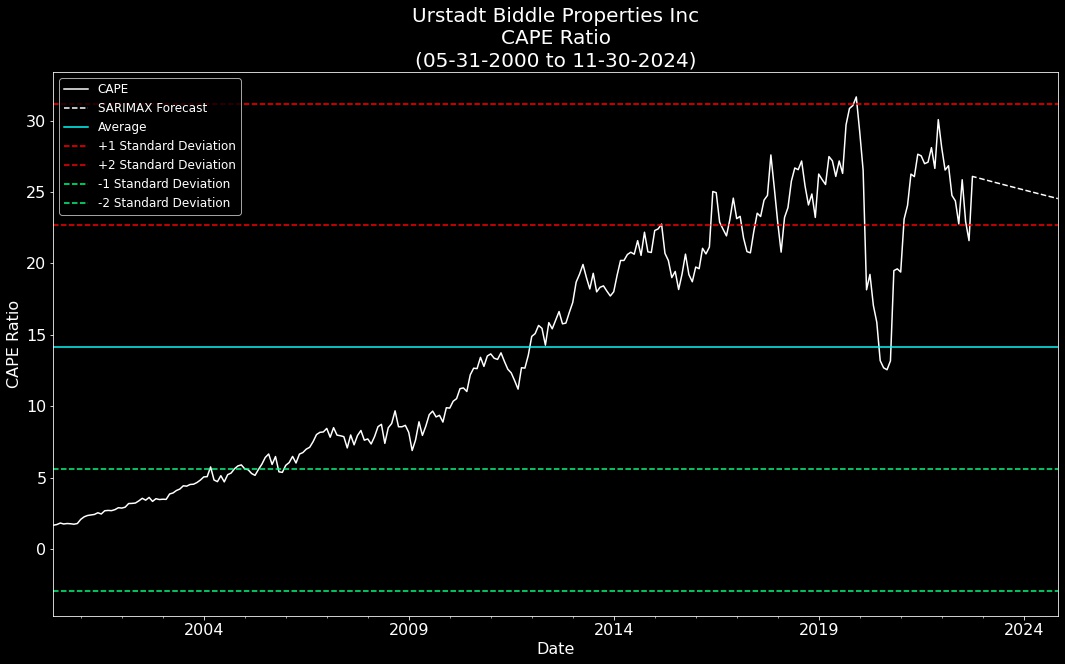 Urstadt Biddle Properties Inc
CAPE Ratio
(05-31-2000 to 11-30-2024)
CAPE
SARIMAX Forecast
Average
+1 Standard Deviation
+2 Standard Deviation
-1 Standard Deviation
-2 Standard Deviation
30
25
20
15
10
5
0
CAPE Ratio
2004
2009
2014
2019
2024
Date